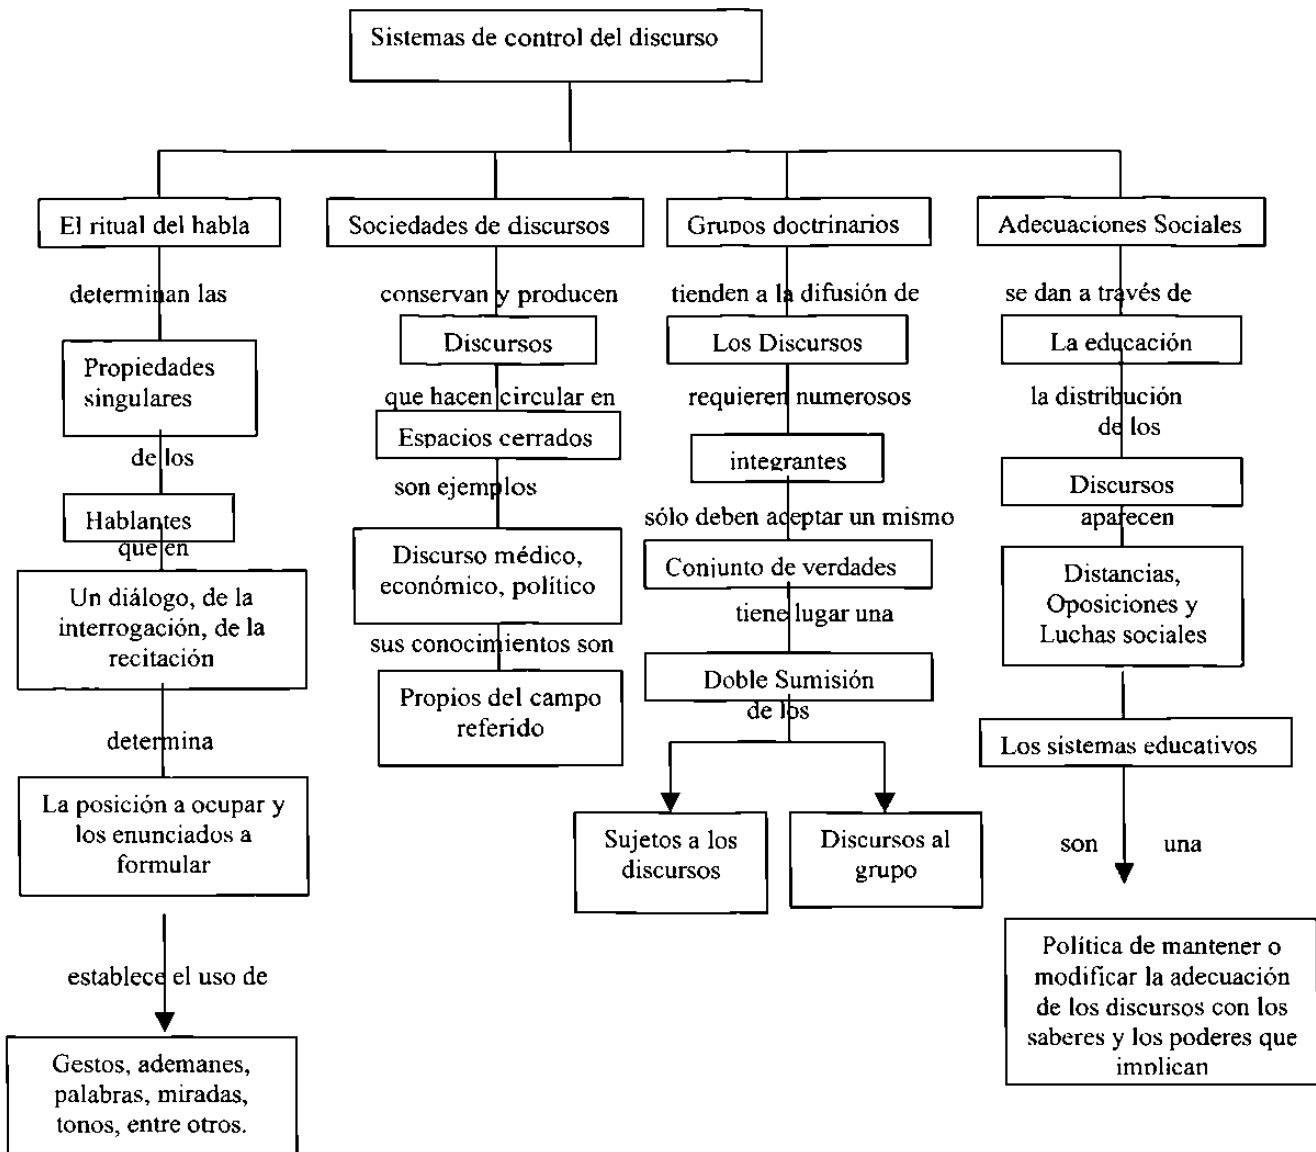 Sistemas de control del discurso
El ritual del habla
determinan las
Propiedades
singulares
de los
Hablantes
que en
Un diálogo, de la
interrogación, de la
recitación
determina
La posición a ocupar y
los enunciados a
formular
establece el uso de
Gestos, ademanes,
palabras, miradas,
tonos, entre otros.
Sociedades de discursos
conservan y producen
Discursos
que hacen circular en
Espacios cerrados
son ejemplos
Discurso médico,
económico, político
sus conocimientos son
Propios del campo
referido
Grupos doctrinarios
tienden a la difusión de
Los Discursos
requieren numerosos
integrantes
sólo deben aceptar un mismo
Conjunto de verdades
tiene lugar una
Doble Sumisión
de los
Sujetos a los
discursos
Discursos al
grupo
Adecuaciones Sociales
se dan a través de
La educación
la distribución
de los
Discursos
aparecen
Distancias,
Oposiciones y
Luchas sociales
Los sistemas educativos
son una
Política de mantener o
modificar la adecuación
de los discursos con los
saberes y los poderes que
implican